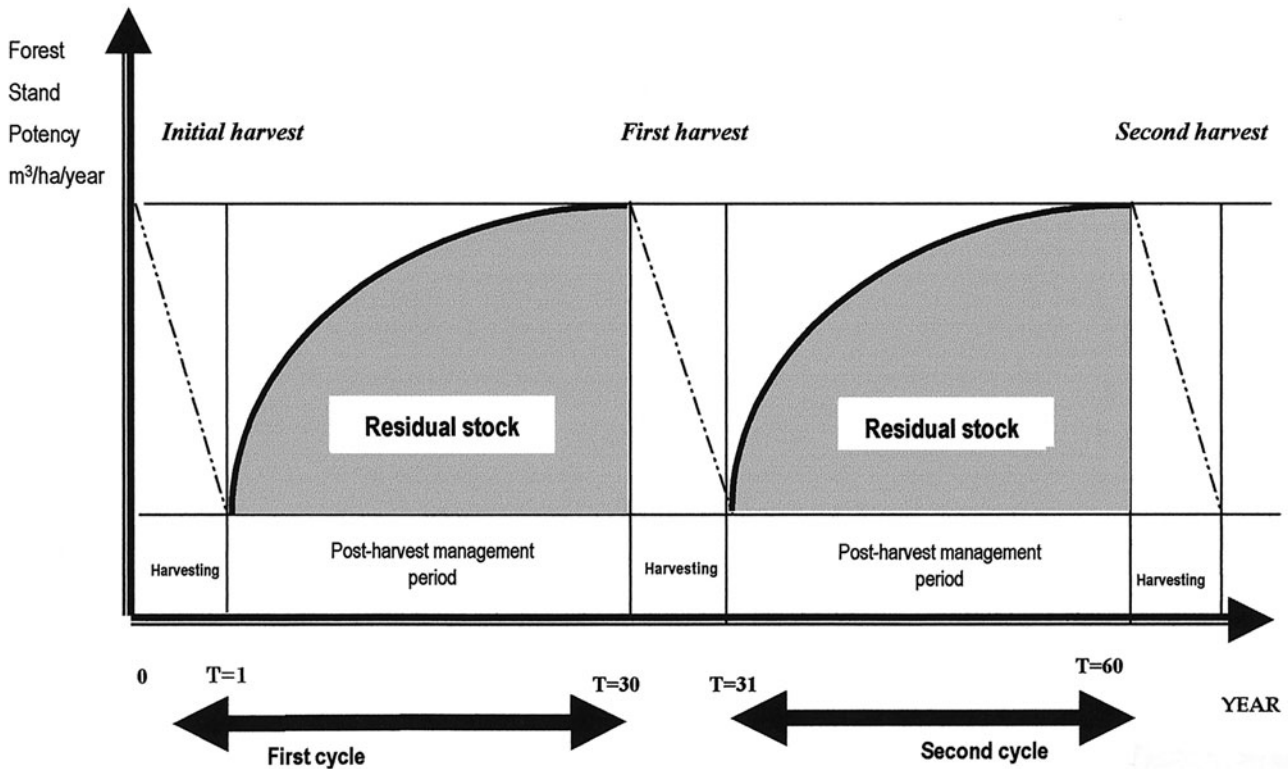 Forest
Stand
Potency
m³/ha/year
Initial harvest
First harvest
Second harvest
Residual stock
Residual stock
Harvesting
Post-harvest management
period
Harvesting
Post-harvest management
period
Harvesting
0
T=1
T=30
T=31
T=60
YEAR
First cycle
Second cycle